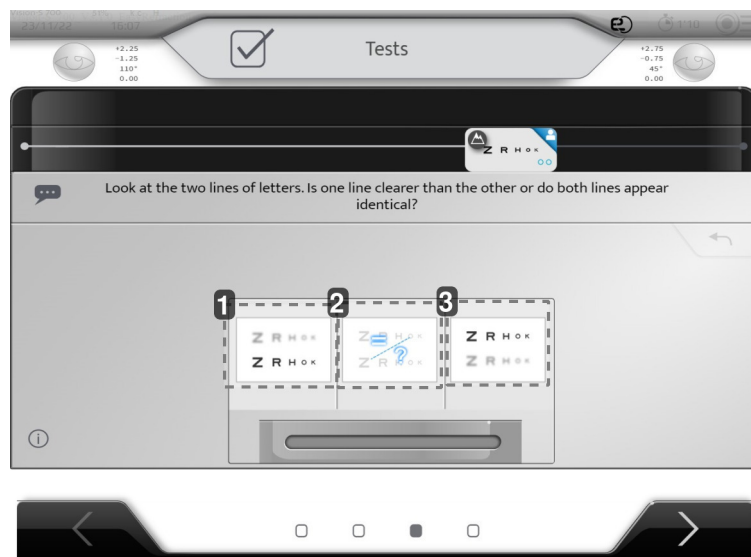 23/11/22 16:07
Tests
1'10
+2.25
-1.25
110°
0.00
+2.75
-0.75
45°
0.00
Z R H O K
Look at the two lines of letters. Is one line clearer than the other or do both lines appear
identical?
1
2
3
Z R H O K
Z R H O K
Z R H O K
= ?
Z R H O K
Z R H O K
Z R H O K
i